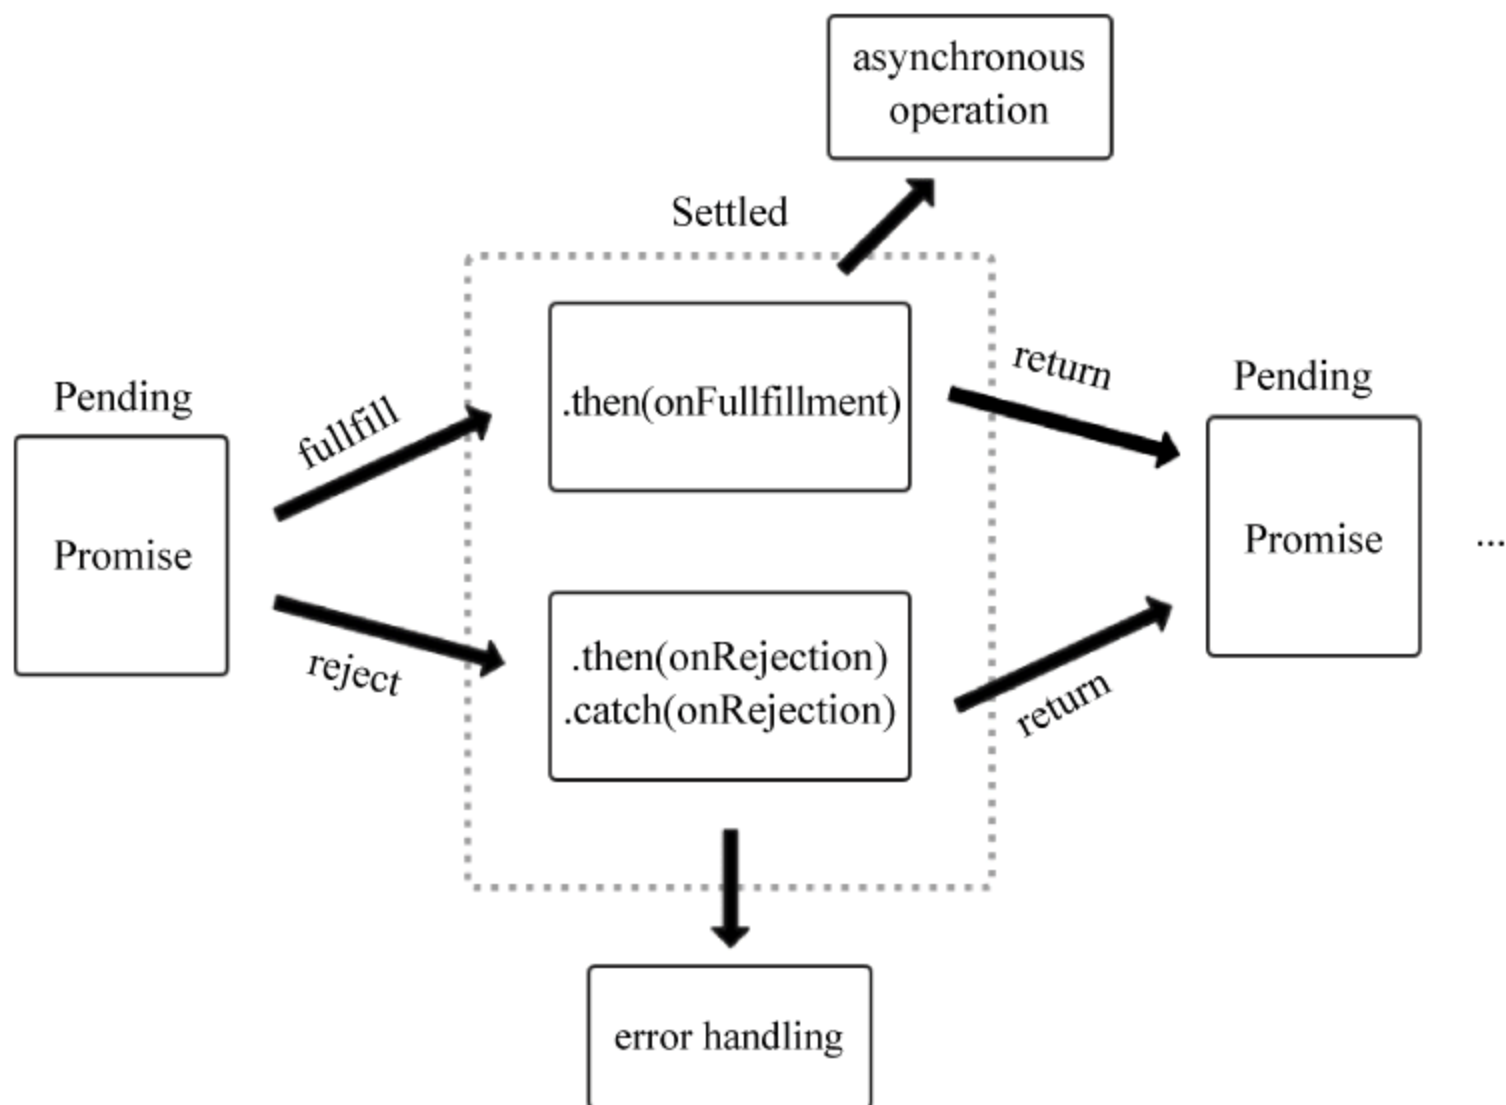 asynchronous
operation
Settled
Pending
Promise
fullfill
reject
.then(onFullfillment)
.then(onRejection)
.catch(onRejection)
return
return
Pending
Promise
...
error handling